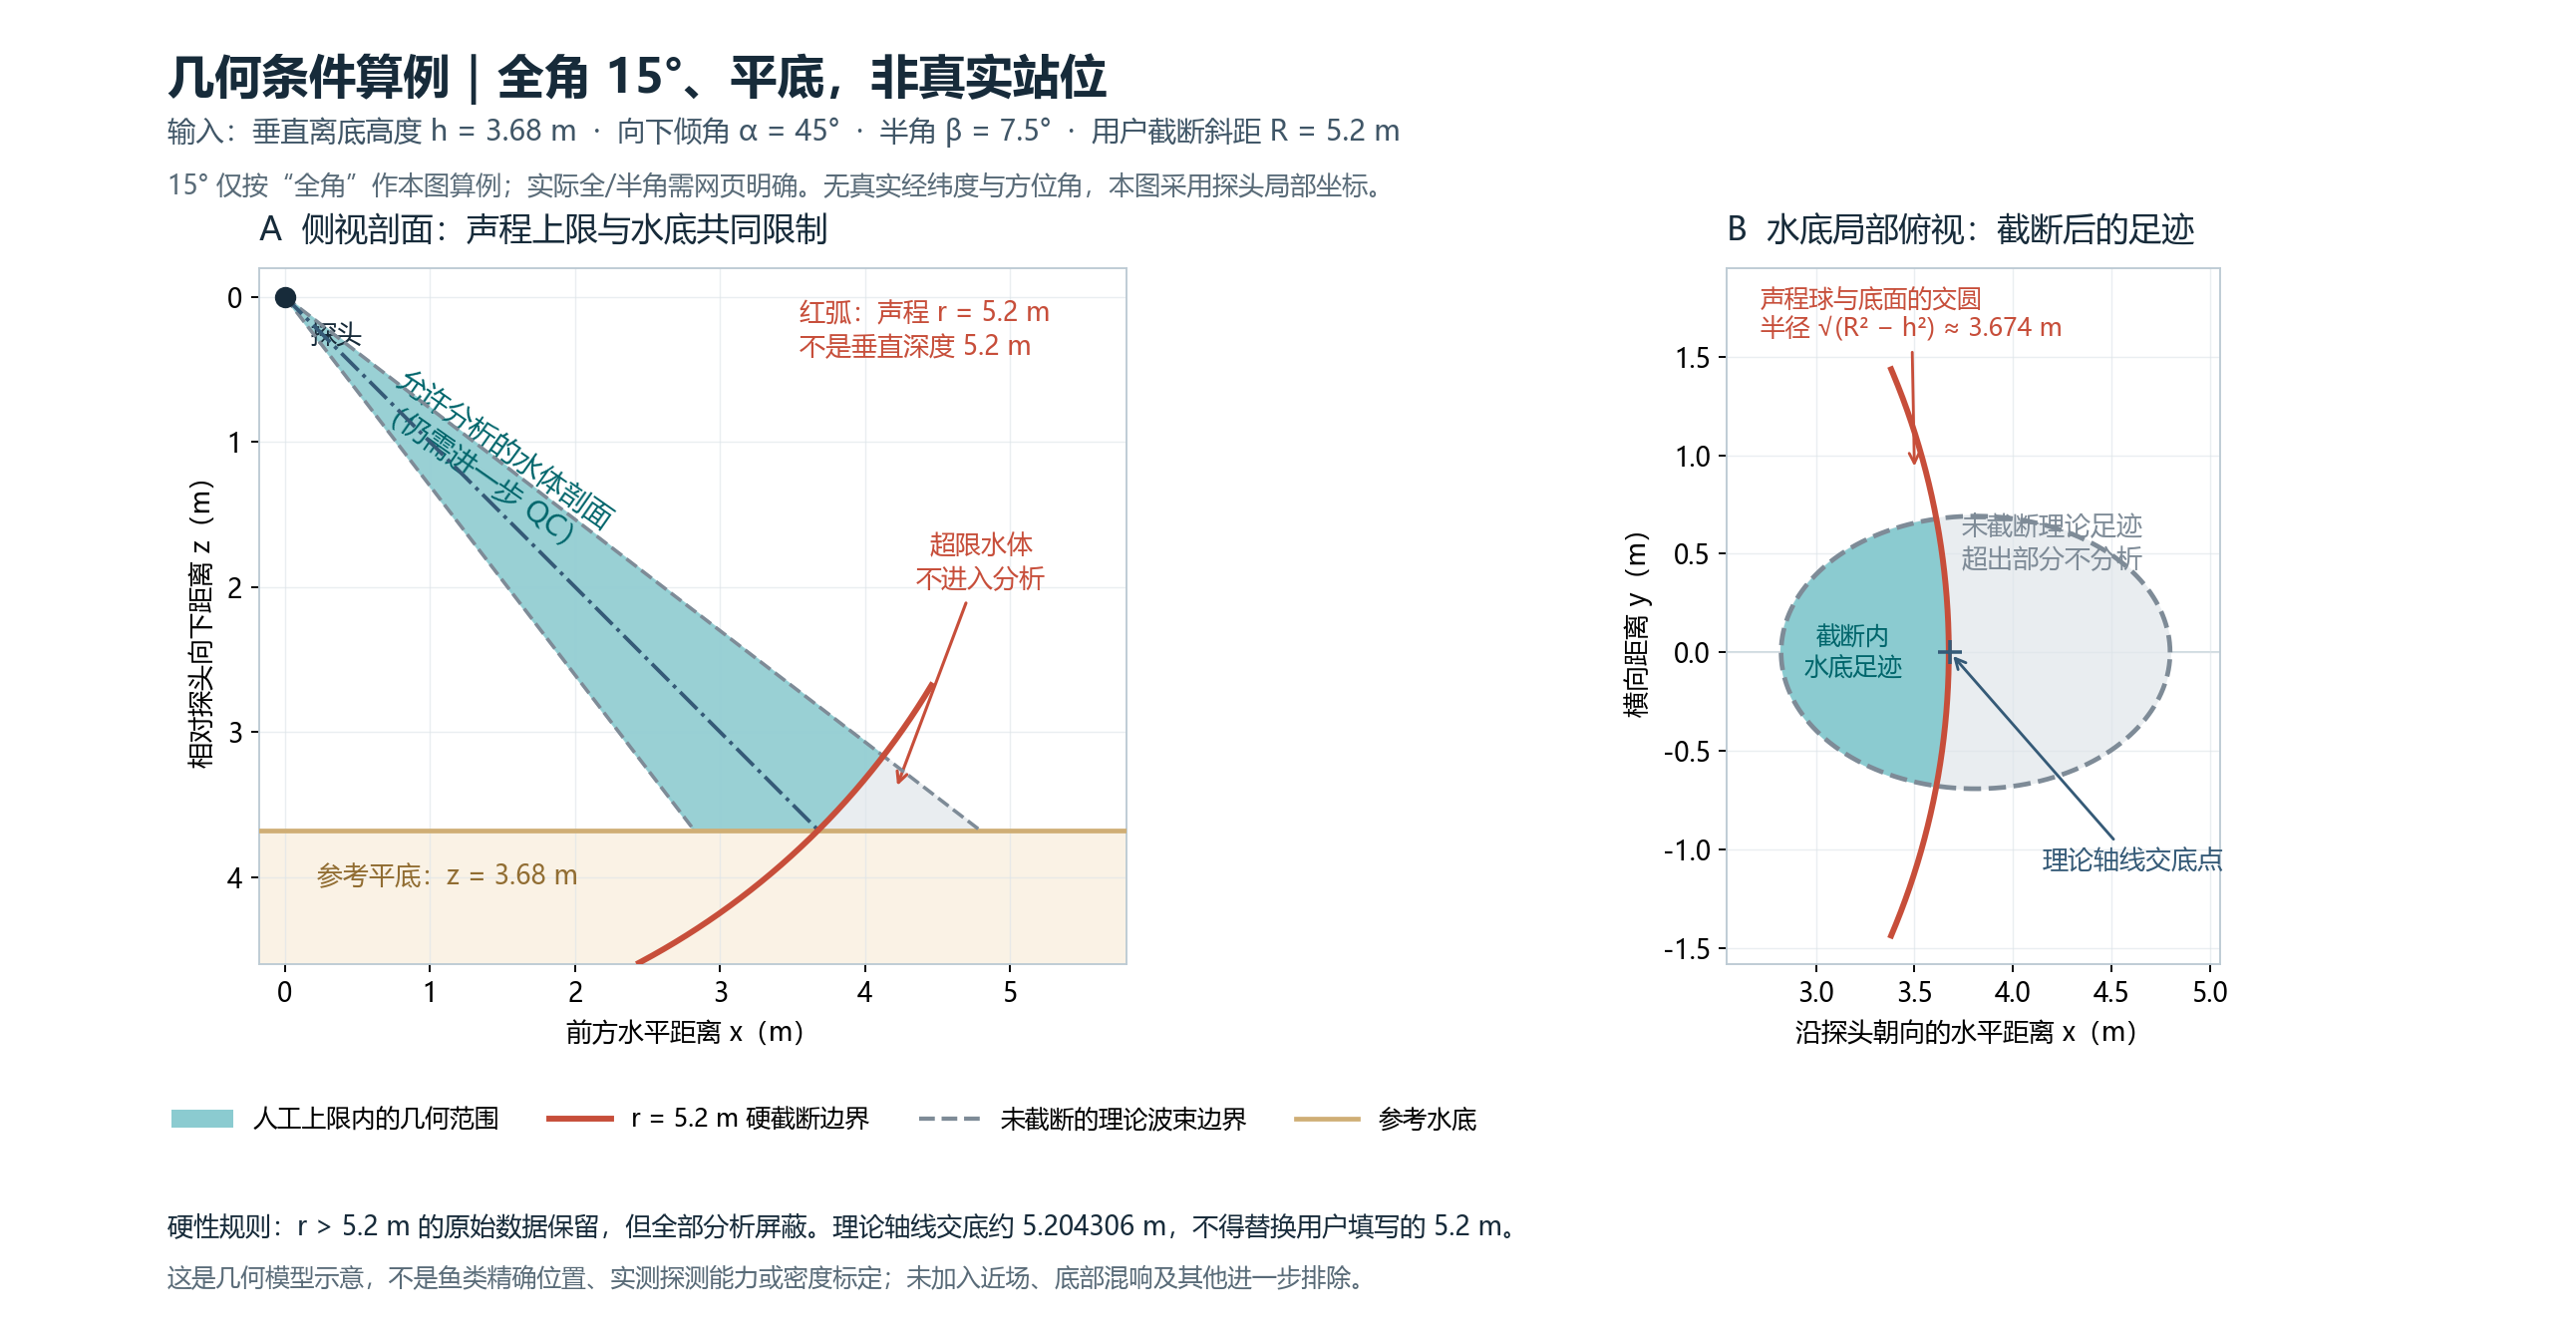 几何条件算例｜全角 15°、平底，非真实站位
输入：垂直离底高度 h = 3.68 m · 向下倾角 α = 45° · 半角 β = 7.5° · 用户截断斜距 R = 5.2 m
15° 仅按“全角”作本图算例；实际全/半角需网页明确。无真实经纬度与方位角，本图采用探头局部坐标。
A 侧视剖面：声程上限与水底共同限制
0
1
2
3
4
相对探头向下距离 z（m）
探头
红弧：声程 r = 5.2 m
不是垂直深度 5.2 m
允许分析的水体剖面
（仍需进一步 QC）
超限水体
不进入分析
参考平底：z = 3.68 m
0 1 2 3 4 5
前方水平距离 x（m）
B 水底局部俯视：截断后的足迹
声程球与底面的交圆
半径 √(R² − h²) ≈ 3.674 m
1.5
1.0
0.5
0.0
-0.5
-1.0
-1.5
横向距离 y（m）
未截断理论足迹
超出部分不分析
截断内
水底足迹
理论轴线交底点
3.0 3.5 4.0 4.5 5.0
沿探头朝向的水平距离 x（m）
人工上限内的几何范围 r = 5.2 m 硬截断边界 未截断的理论波束边界 参考水底
硬性规则：r > 5.2 m 的原始数据保留，但全部分析屏蔽。理论轴线交底约 5.204306 m，不得替换用户填写的 5.2 m。
这是几何模型示意，不是鱼类精确位置、实测探测能力或密度标定；未加入近场、底部混响及其他进一步排除。